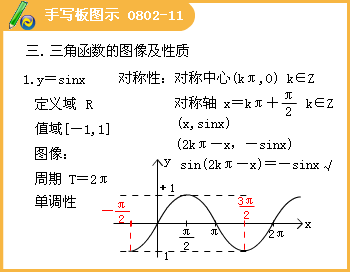 手写板图示 0802-11
三.三角函数的图像及性质
1.y＝sinx
定义域 R
值域[-1,1]
图像:
周期 T＝2π
单调性
对称性: 对称中心(kπ,0) k∈Z
对称轴 x＝kπ+π/2 k∈Z
(x,sinx)
(2kπ-x, -sinx)
sin(2kπ-x)＝-sinx√
y
1
-π/2
π/2
π
3π/2
2π
x
1